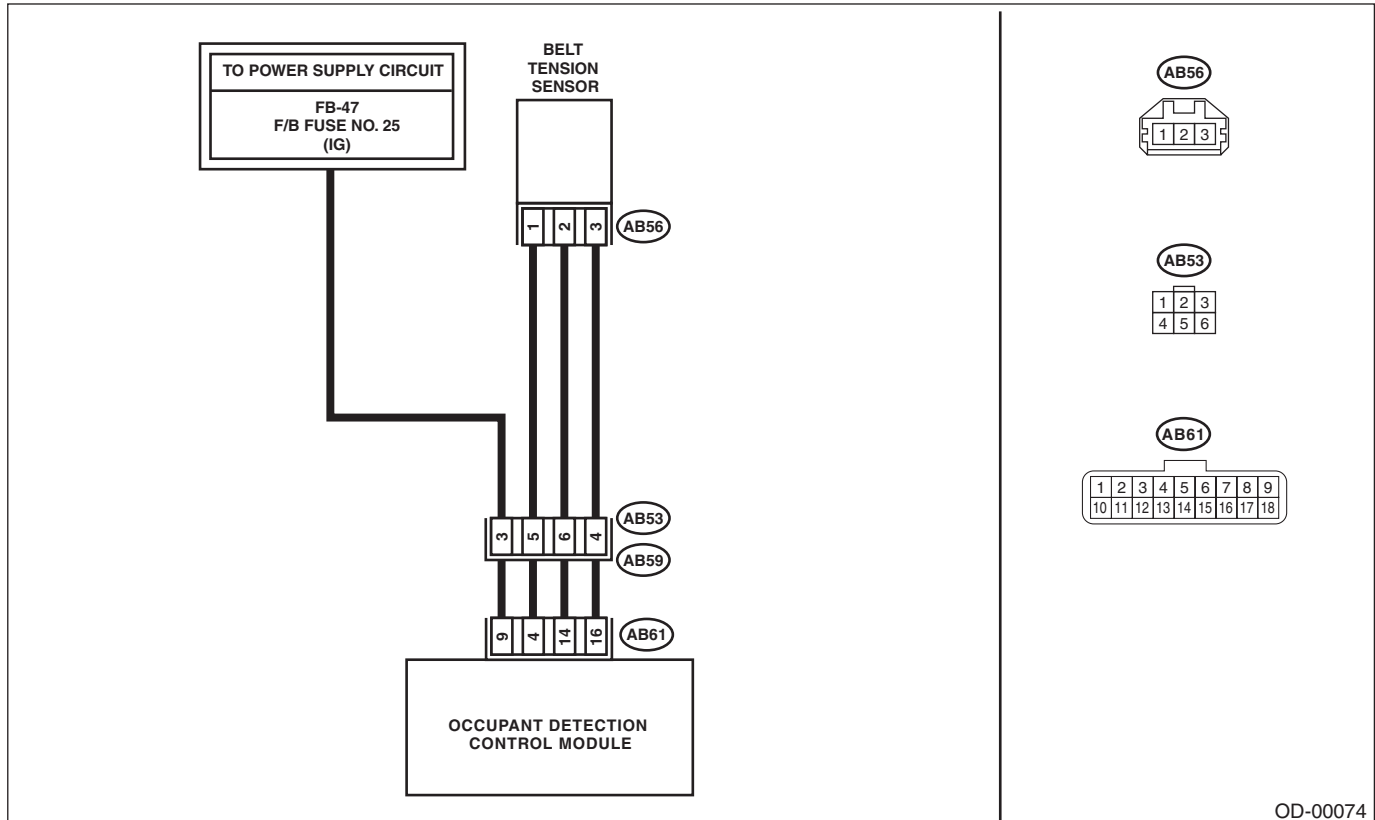 TO POWER SUPPLY CIRCUIT
FB-47
F/B FUSE NO. 25
(IG)
BELT
TENSION
SENSOR
1 2 3
AB56
3 5 6 4
AB53
AB59
9 4 14 16
AB61
OCCUPANT DETECTION
CONTROL MODULE
AB56
1 2 3
AB53
1 2 3
4 5 6
AB61
1 2 3 4 5 6 7 8 9
10 11 12 13 14 15 16 17 18
OD-00074